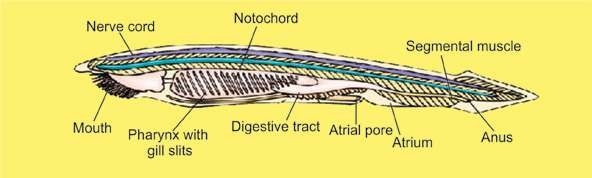 Notochord
Nerve cord
Segmental muscle
Mouth
Pharynx with
gill slits
Digestive tract
Atrial pore
Atrium
Anus